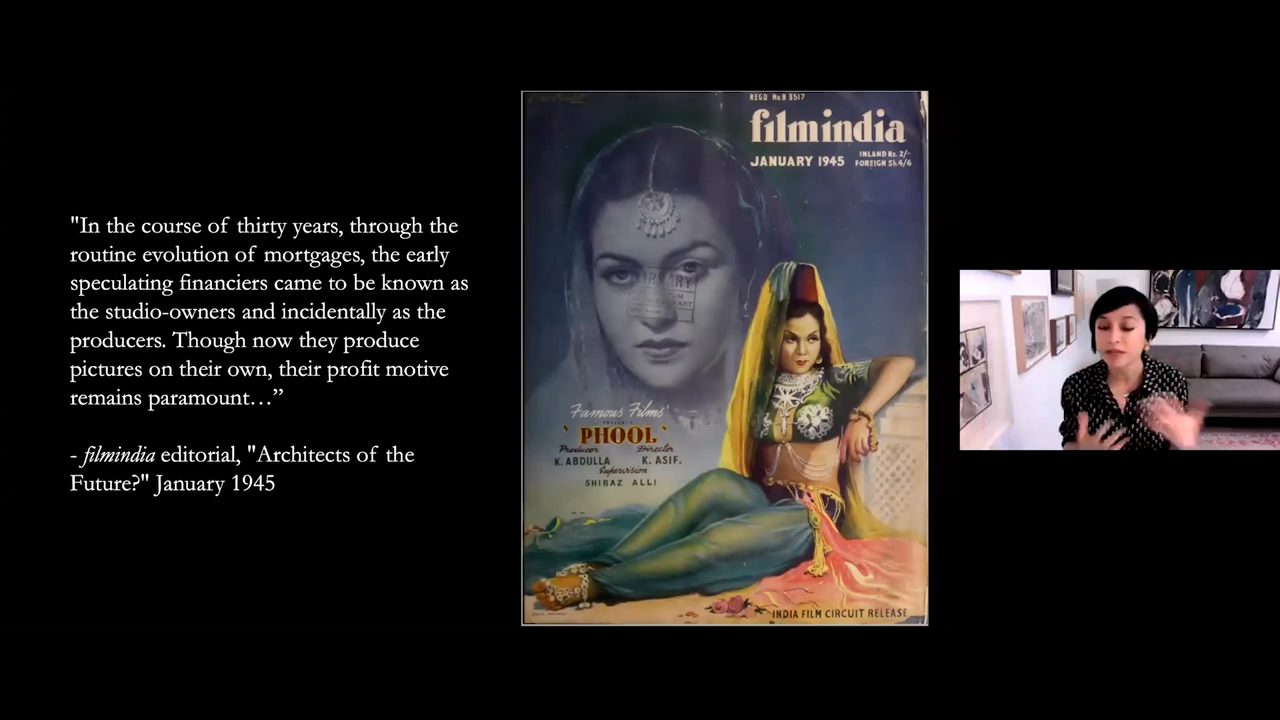 "In the course of thirty years, through the
routine evolution of mortgages, the early
speculating financiers came to be known as
the studio-owners and incidentally as the
producers. Though now they produce
pictures on their own, their profit motive
remains paramount…”
- filmindia editorial, "Architects of the
Future?" January 1945
REGD No.B 3517
filmindia
JANUARY 1945
INLAND Rs. 2/-
FOREIGN Sh.4/6
Famous Films'
PRESENTS
'PHOOL'
Producer Director
K. ABDULLA K. ASIF.
Supervision
SHIRAZ ALLI
INDIA FILM CIRCUIT RELEASE